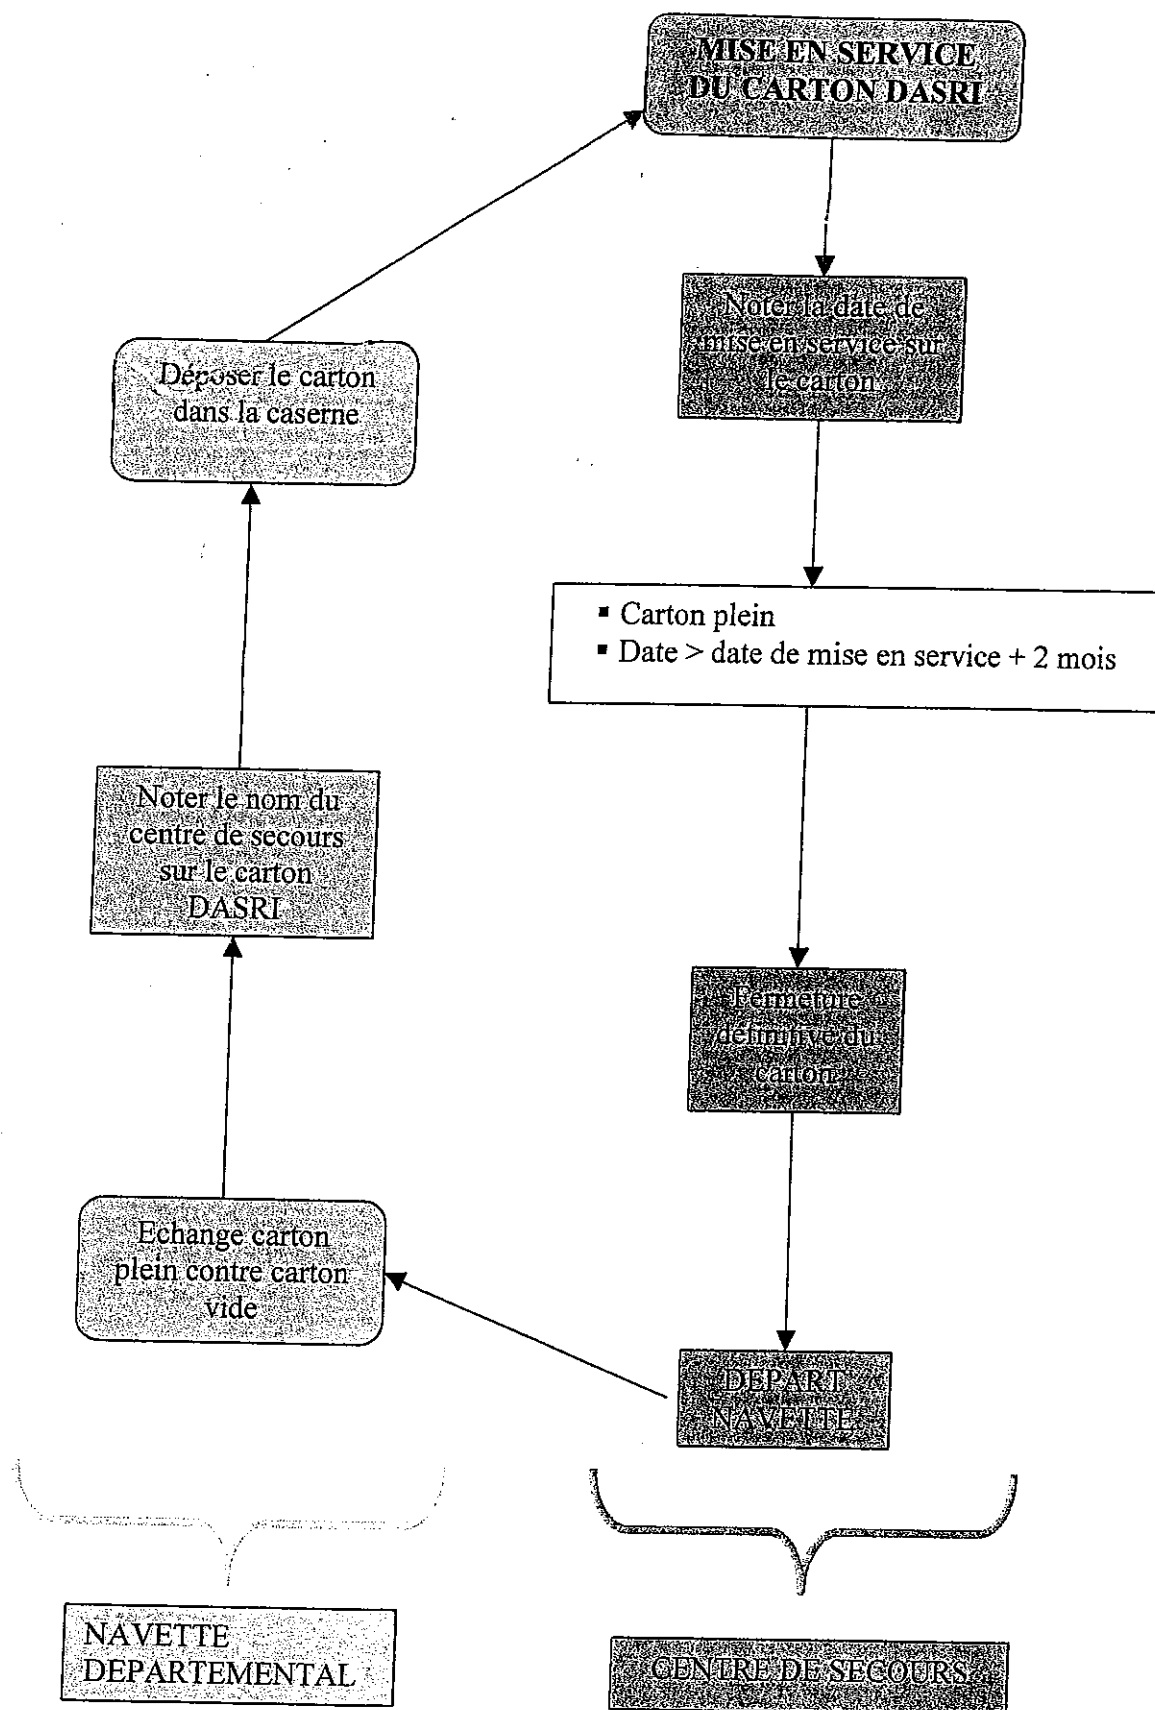 MISE EN SERVICE
DU CARTON DASRI
Noter la date de
mise en service sur
le carton
Déposer le carton
dans la caserne
▪ Carton plein
▪ Date > date de mise en service + 2 mois
Noter le nom du
centre de secours
sur le carton
DASRI
Fermeture
définitive du
carton
Echange carton
plein contre carton
vide
DEPART
NAVETTE
NAVETTE
DEPARTEMENTAL
CENTRE DE SECOURS